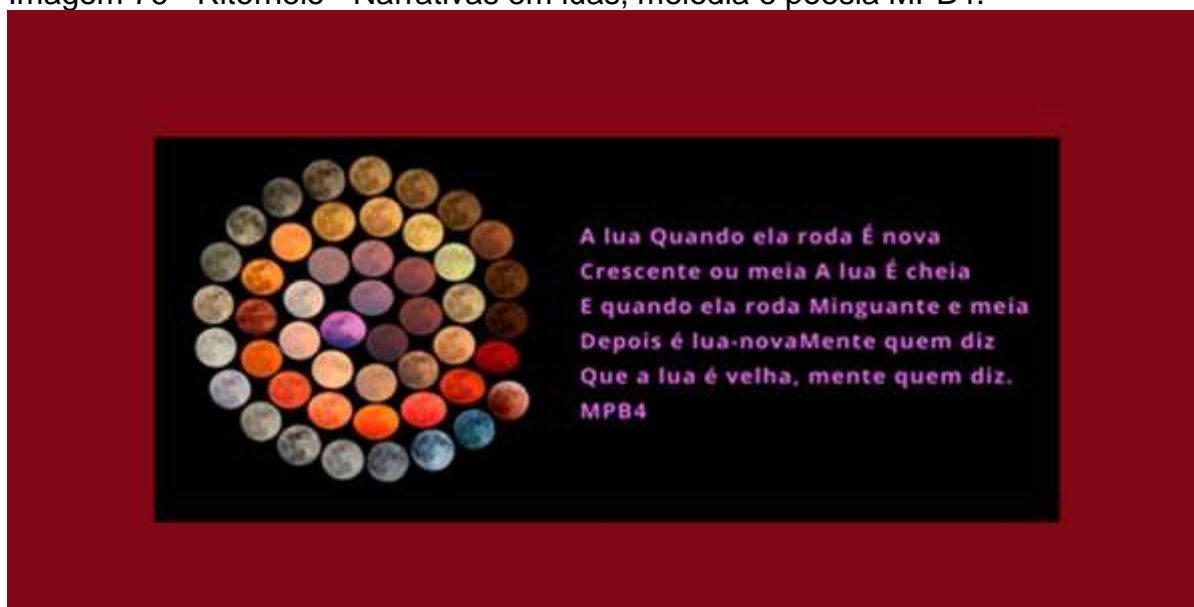 A lua Quando ela roda É nova
Crescente ou meia A lua É cheia
E quando ela roda Minguante e meia
Depois é lua-novaMente quem diz
Que a lua é velha, mente quem diz.
MPB4